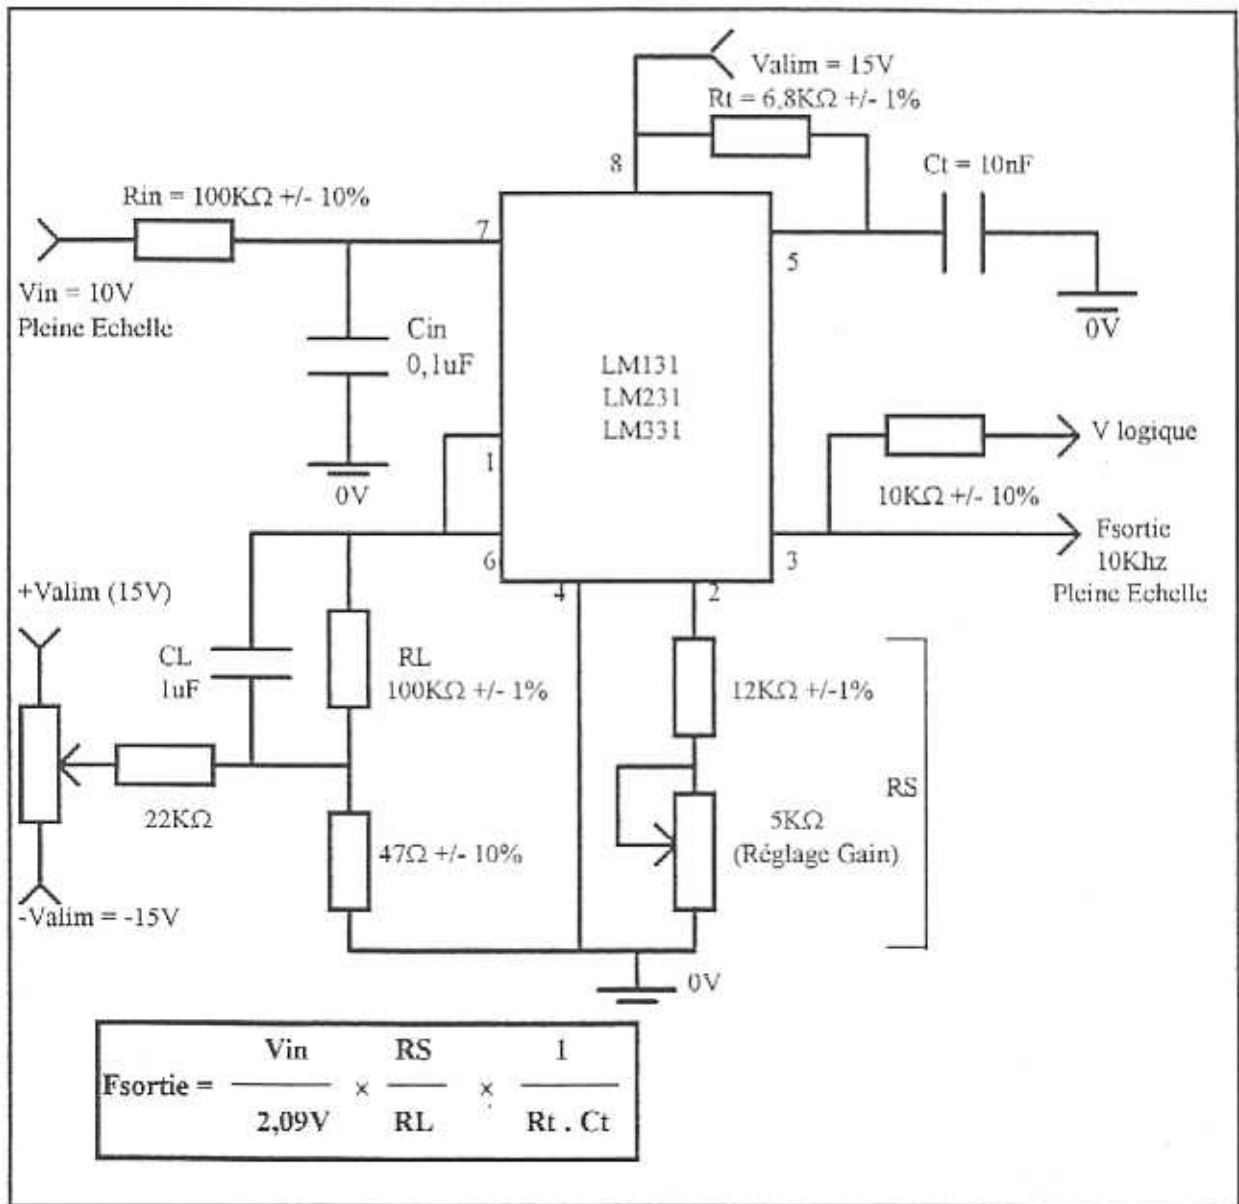 Valim = 15V
Rt = 6,8KΩ +/- 1%
8
Ct = 10nF
Rin = 100KΩ +/- 10%
7
5
Vin = 10V
Pleine Echelle
0V
Cin
0,1uF
LM131
LM231
LM331
V logique
1
0V
10KΩ +/- 10%
Fsortie
10Khz
Pleine Echelle
6
3
4
2
+Valim (15V)
CL
1uF
RL
100KΩ +/- 1%
12KΩ +/-1%
RS
22KΩ
47Ω +/- 10%
5KΩ
(Réglage Gain)
-Valim = -15V
0V
Vin RS 1
Fsortie = × ×
2,09V RL Rt . Ct